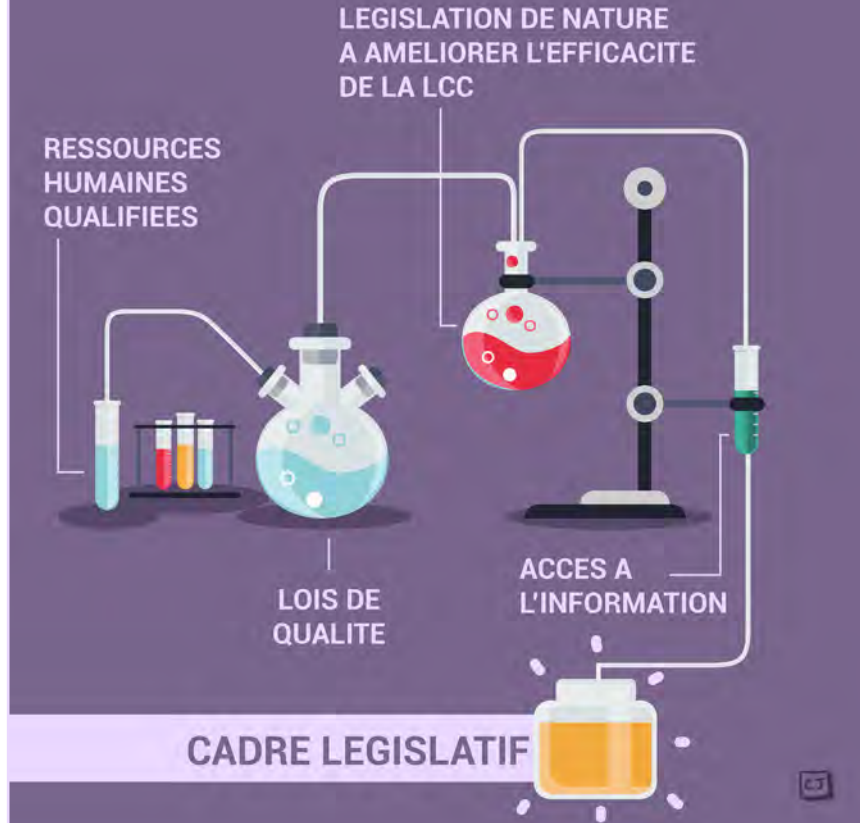 LEGISLATION DE NATURE
A AMELIORER L'EFFICACITE
DE LA LCC
RESSOURCES
HUMAINES
QUALIFIEES
LOIS DE
QUALITE
ACCES A
L'INFORMATION
CADRE LEGISLATIF
CJ